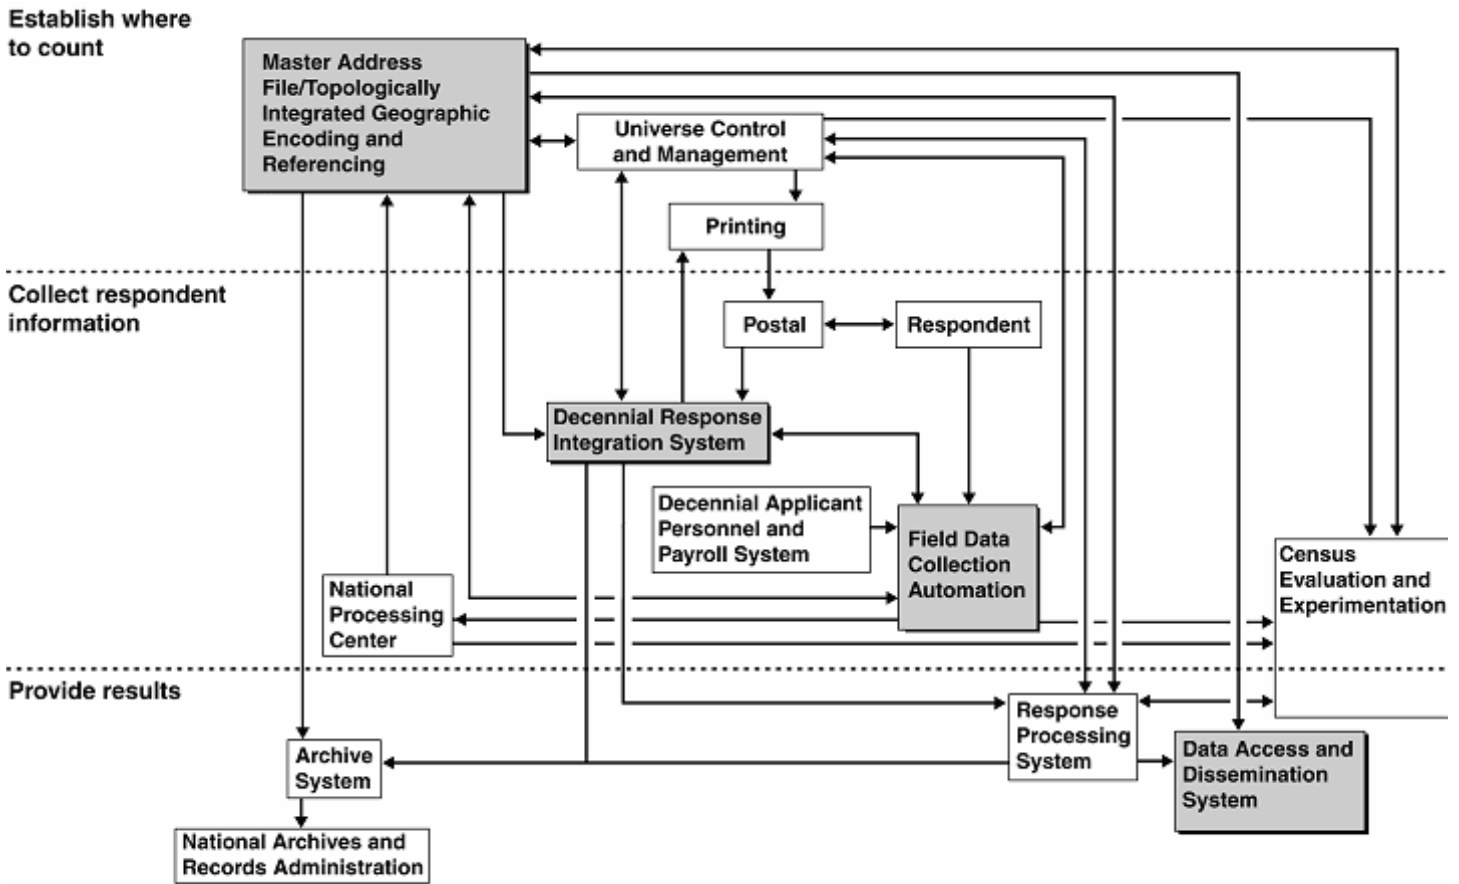 Establish where
to count
Master Address
File/Topologically
Integrated Geographic
Encoding and
Referencing
Universe Control
and Management
Printing
Collect respondent
information
Postal
Respondent
Decennial Response
Integration System
Decennial Applicant
Personnel and
Payroll System
Field Data
Collection
Automation
Census
Evaluation and
Experimentation
National
Processing
Center
Provide results
Response
Processing
System
Data Access and
Dissemination
System
Archive
System
National Archives and
Records Administration